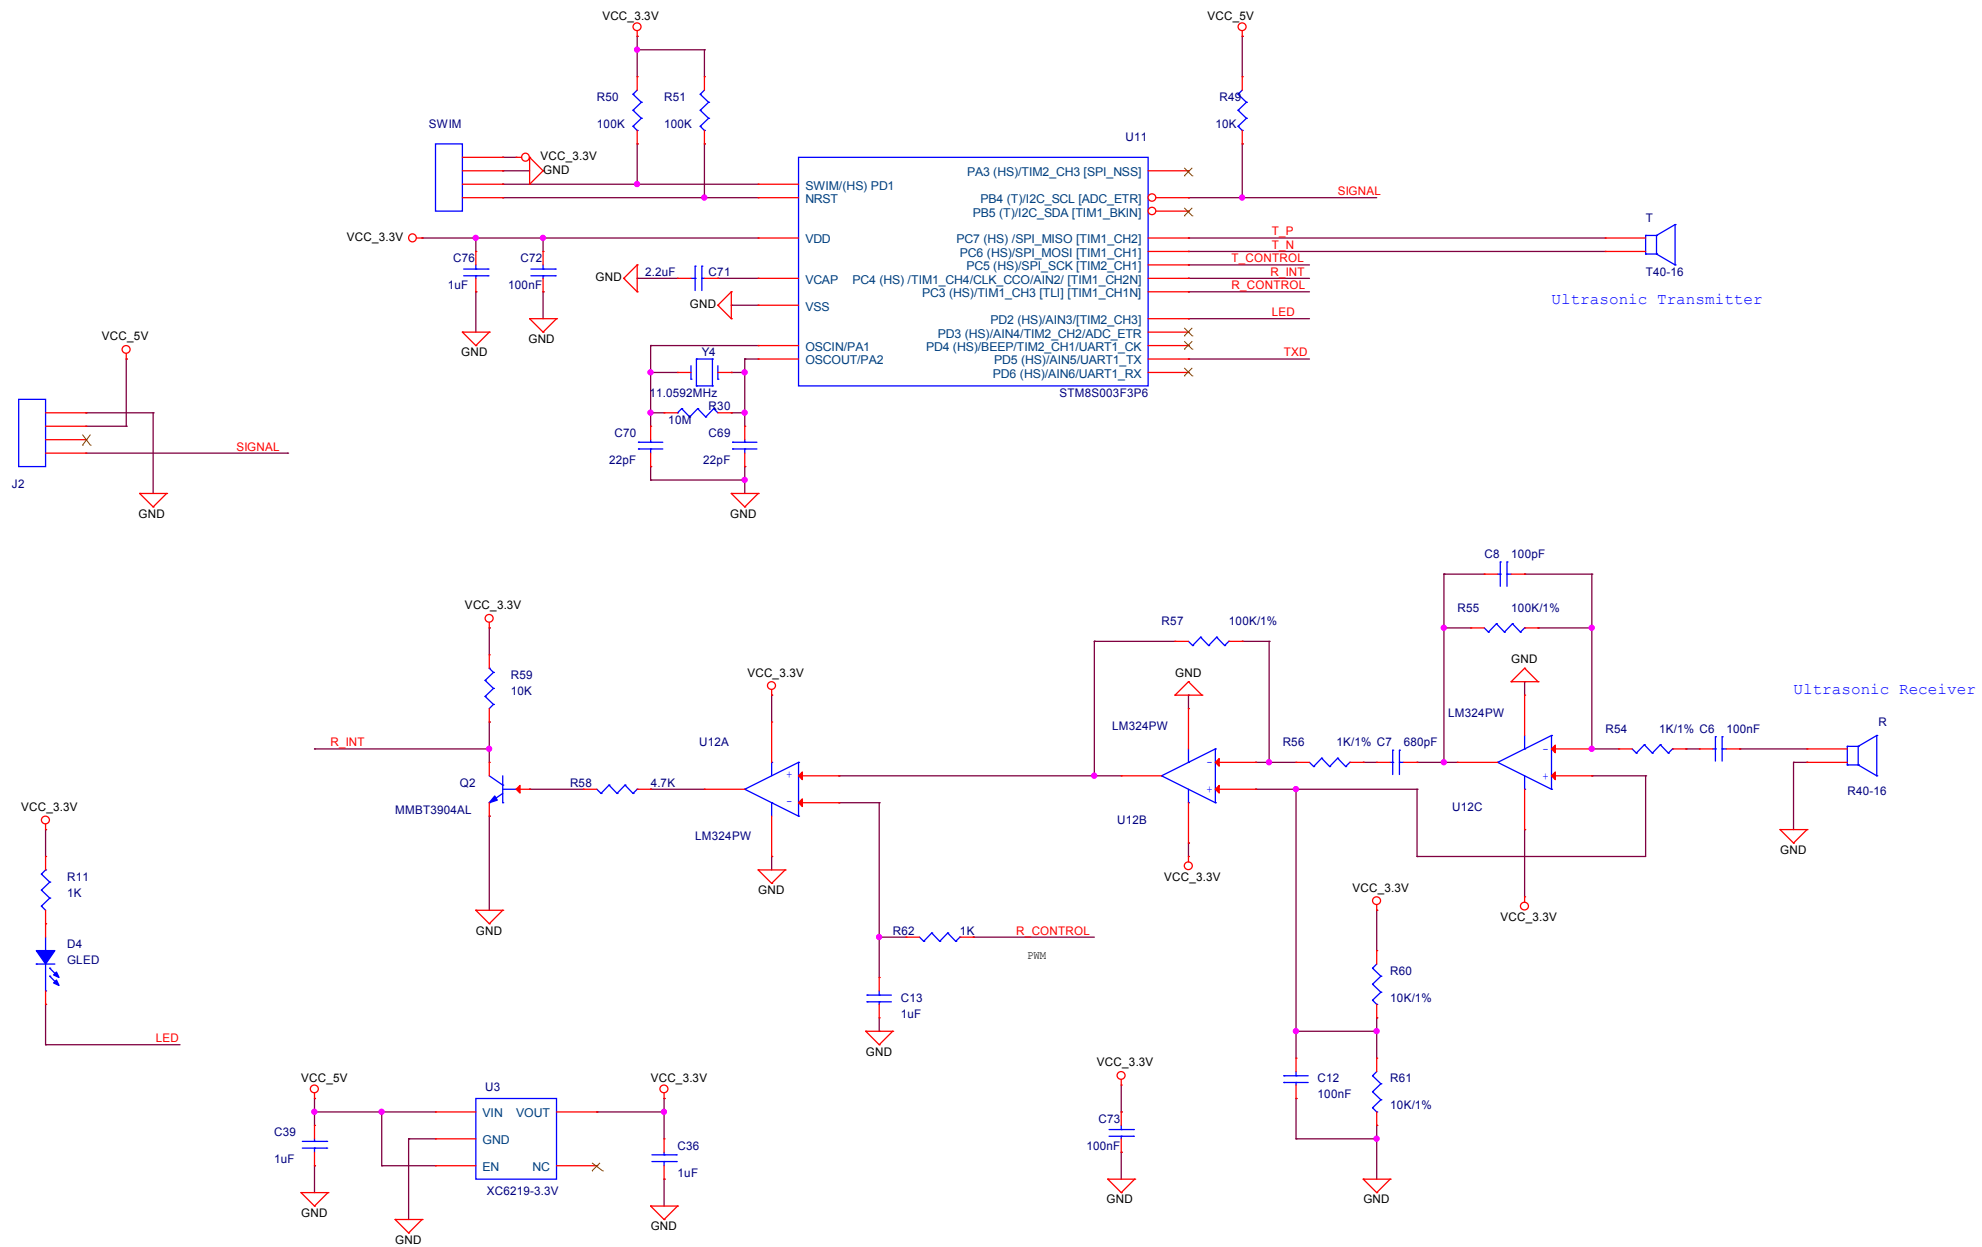 VCC_3.3V
VCC_5V
R50
100K
R51
100K
R49
10K
SWIM
VCC_3.3V
GND
U11
SWIM/(HS) PD1
NRST
VDD
VCAP
VSS
OSCIN/PA1
OSCOUT/PA2
PA3 (HS)/TIM2_CH3 [SPI_NSS]
PB4 (T)/I2C_SCL [ADC_ETR]
PB5 (T)/I2C_SDA [TIM1_BKIN]
PC7 (HS) /SPI_MISO [TIM1_CH2]
PC6 (HS)/SPI_MOSI [TIM1_CH1]
PC5 (HS)/SPI_SCK [TIM2_CH1]
PC4 (HS) /TIM1_CH4/CLK_CCO/AIN2/ [TIM1_CH2N]
PC3 (HS)/TIM1_CH3 [TLI] [TIM1_CH1N]
PD2 (HS)/AIN3/[TIM2_CH3]
PD3 (HS)/AIN4/TIM2_CH2/ADC_ETR
PD4 (HS)/BEEP/TIM2_CH1/UART1_CK
PD5 (HS)/AIN5/UART1_TX
PD6 (HS)/AIN6/UART1_RX
STM8S003F3P6
SIGNAL
T_P
T_N
T_CONTROL
R_INT
R_CONTROL
LED
TXD
T
T40-16
Ultrasonic Transmitter
VCC_3.3V
C76
1uF
C72
100nF
GND
GND
GND
2.2uF
C71
GND
Y4
11.0592MHz
R30
10M
C70
22pF
C69
22pF
GND
VCC_5V
SIGNAL
J2
GND
C8
100pF
R55
100K/1%
GND
LM324PW
U12C
VCC_3.3V
R54
1K/1%
C6
100nF
Ultrasonic Receiver
R
R40-16
GND
R57
100K/1%
GND
LM324PW
U12B
VCC_3.3V
R56
1K/1%
C7
680pF
VCC_3.3V
R59
10K
R_INT
Q2
MMBT3904AL
GND
R58
4.7K
VCC_3.3V
U12A
LM324PW
GND
R62
1K
R_CONTROL
PWM
C13
1uF
GND
VCC_3.3V
R60
10K/1%
R61
10K/1%
C12
100nF
GND
VCC_3.3V
C73
100nF
GND
VCC_3.3V
R11
1K
D4
GLED
LED
VCC_5V
C39
1uF
GND
U3
VIN
VOUT
GND
EN
NC
XC6219-3.3V
GND
VCC_3.3V
C36
1uF
GND